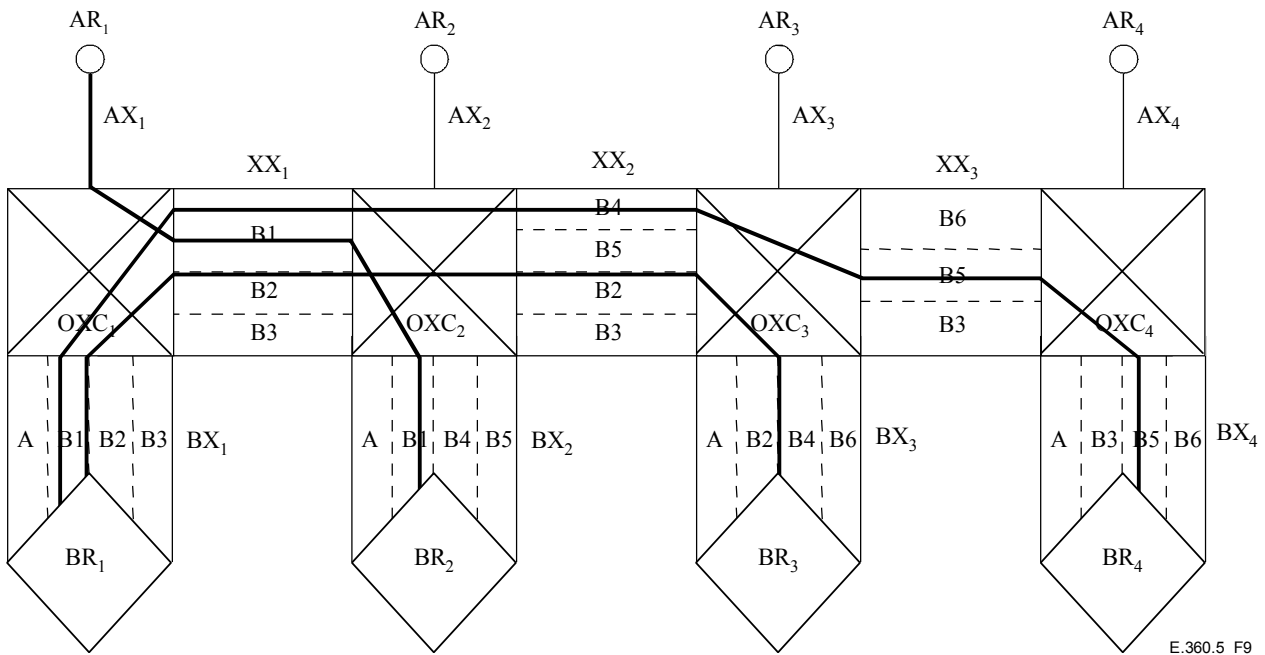 AR1 AR2 AR3 AR4
AX1 AX2 AX3 AX4
XX1 XX2 XX3
B4 B6
B1 B5 B5
B2 B2
B3 B3 B3
OXC1 OXC2 OXC3 OXC4
A B1 B2 B3 BX1 A B1 B4 B5 BX2 A B2 B4 B6 BX3 A B3 B5 B6 BX4
BR1 BR2 BR3 BR4
E.360.5_F9